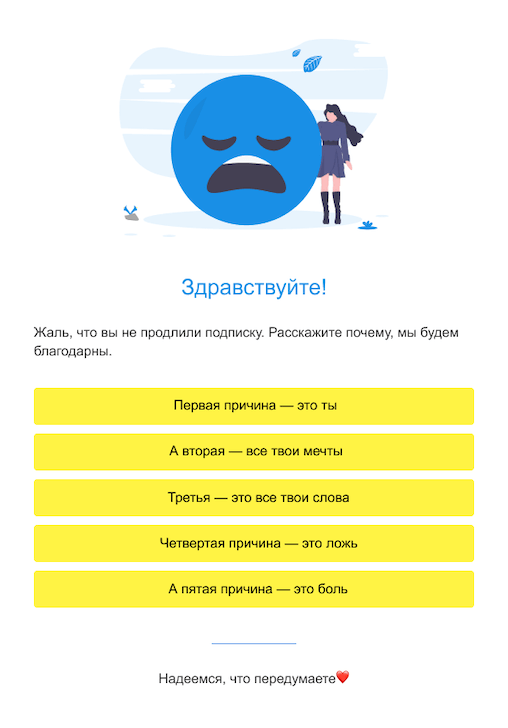 Здравствуйте!
Жаль, что вы не продлили подписку. Расскажите почему, мы будем
благодарны.
Первая причина — это ты
А вторая — все твои мечты
Третья — это все твои слова
Четвертая причина — это ложь
А пятая причина — это боль
Надеемся, что передумаете❤️